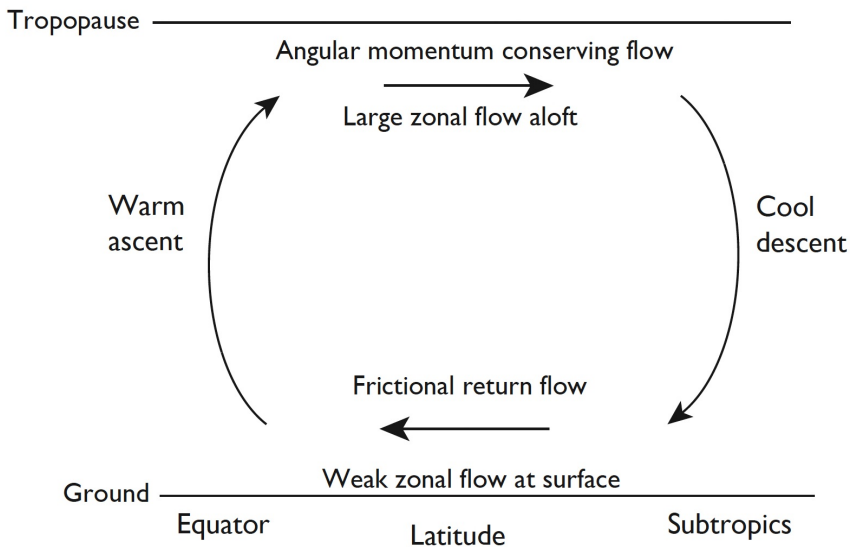 Tropopause
Angular momentum conserving flow
Large zonal flow aloft
Warm
ascent
Cool
descent
Frictional return flow
Weak zonal flow at surface
Ground
Equator
Latitude
Subtropics